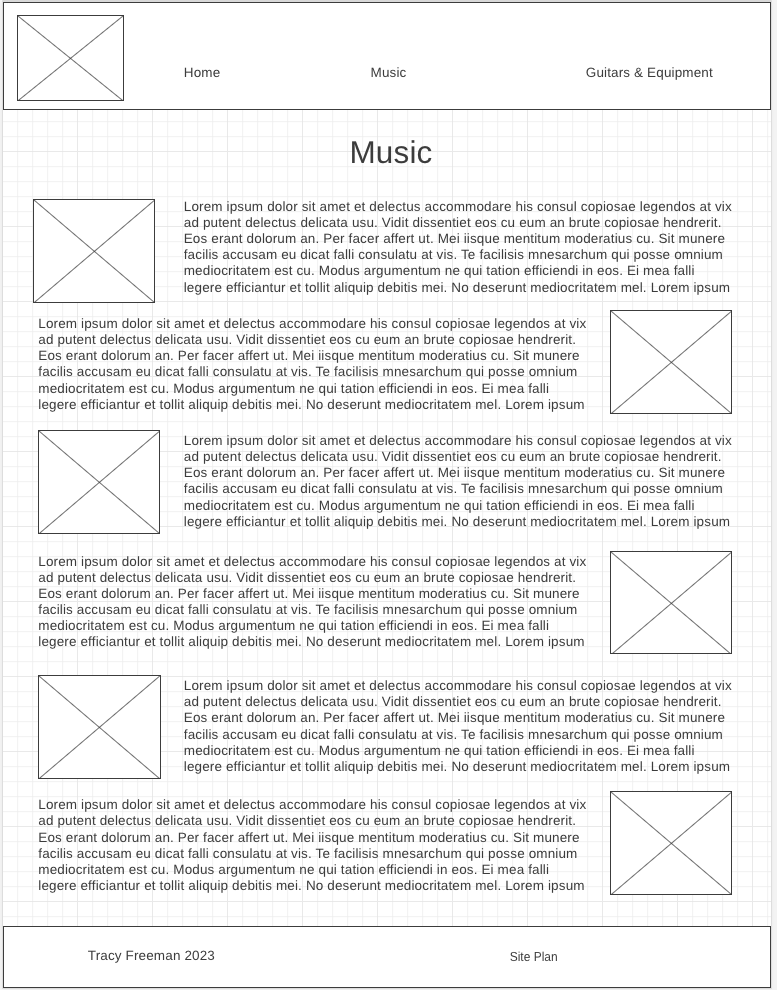 Home Music Guitars & Equipment
Music
Lorem ipsum dolor sit amet et delectus accommodare his consul copiosae legendos at vix
ad putent delectus delicata usu. Vidit dissentiet eos cu eum an brute copiosae hendrerit.
Eos erant dolorum an. Per facer affert ut. Mei iisque mentitum moderatius cu. Sit munere
facilis accusam eu dicat falli consulatu at vis. Te facilisis mnesarchum qui posse omnium
mediocritatem est cu. Modus argumentum ne qui tation efficiendi in eos. Ei mea falli
legere efficiantur et tollit aliquip debitis mei. No deserunt mediocritatem mel. Lorem ipsum
Lorem ipsum dolor sit amet et delectus accommodare his consul copiosae legendos at vix
ad putent delectus delicata usu. Vidit dissentiet eos cu eum an brute copiosae hendrerit.
Eos erant dolorum an. Per facer affert ut. Mei iisque mentitum moderatius cu. Sit munere
facilis accusam eu dicat falli consulatu at vis. Te facilisis mnesarchum qui posse omnium
mediocritatem est cu. Modus argumentum ne qui tation efficiendi in eos. Ei mea falli
legere efficiantur et tollit aliquip debitis mei. No deserunt mediocritatem mel. Lorem ipsum
Lorem ipsum dolor sit amet et delectus accommodare his consul copiosae legendos at vix
ad putent delectus delicata usu. Vidit dissentiet eos cu eum an brute copiosae hendrerit.
Eos erant dolorum an. Per facer affert ut. Mei iisque mentitum moderatius cu. Sit munere
facilis accusam eu dicat falli consulatu at vis. Te facilisis mnesarchum qui posse omnium
mediocritatem est cu. Modus argumentum ne qui tation efficiendi in eos. Ei mea falli
legere efficiantur et tollit aliquip debitis mei. No deserunt mediocritatem mel. Lorem ipsum
Lorem ipsum dolor sit amet et delectus accommodare his consul copiosae legendos at vix
ad putent delectus delicata usu. Vidit dissentiet eos cu eum an brute copiosae hendrerit.
Eos erant dolorum an. Per facer affert ut. Mei iisque mentitum moderatius cu. Sit munere
facilis accusam eu dicat falli consulatu at vis. Te facilisis mnesarchum qui posse omnium
mediocritatem est cu. Modus argumentum ne qui tation efficiendi in eos. Ei mea falli
legere efficiantur et tollit aliquip debitis mei. No deserunt mediocritatem mel. Lorem ipsum
Lorem ipsum dolor sit amet et delectus accommodare his consul copiosae legendos at vix
ad putent delectus delicata usu. Vidit dissentiet eos cu eum an brute copiosae hendrerit.
Eos erant dolorum an. Per facer affert ut. Mei iisque mentitum moderatius cu. Sit munere
facilis accusam eu dicat falli consulatu at vis. Te facilisis mnesarchum qui posse omnium
mediocritatem est cu. Modus argumentum ne qui tation efficiendi in eos. Ei mea falli
legere efficiantur et tollit aliquip debitis mei. No deserunt mediocritatem mel. Lorem ipsum
Lorem ipsum dolor sit amet et delectus accommodare his consul copiosae legendos at vix
ad putent delectus delicata usu. Vidit dissentiet eos cu eum an brute copiosae hendrerit.
Eos erant dolorum an. Per facer affert ut. Mei iisque mentitum moderatius cu. Sit munere
facilis accusam eu dicat falli consulatu at vis. Te facilisis mnesarchum qui posse omnium
mediocritatem est cu. Modus argumentum ne qui tation efficiendi in eos. Ei mea falli
legere efficiantur et tollit aliquip debitis mei. No deserunt mediocritatem mel. Lorem ipsum
Tracy Freeman 2023 Site Plan